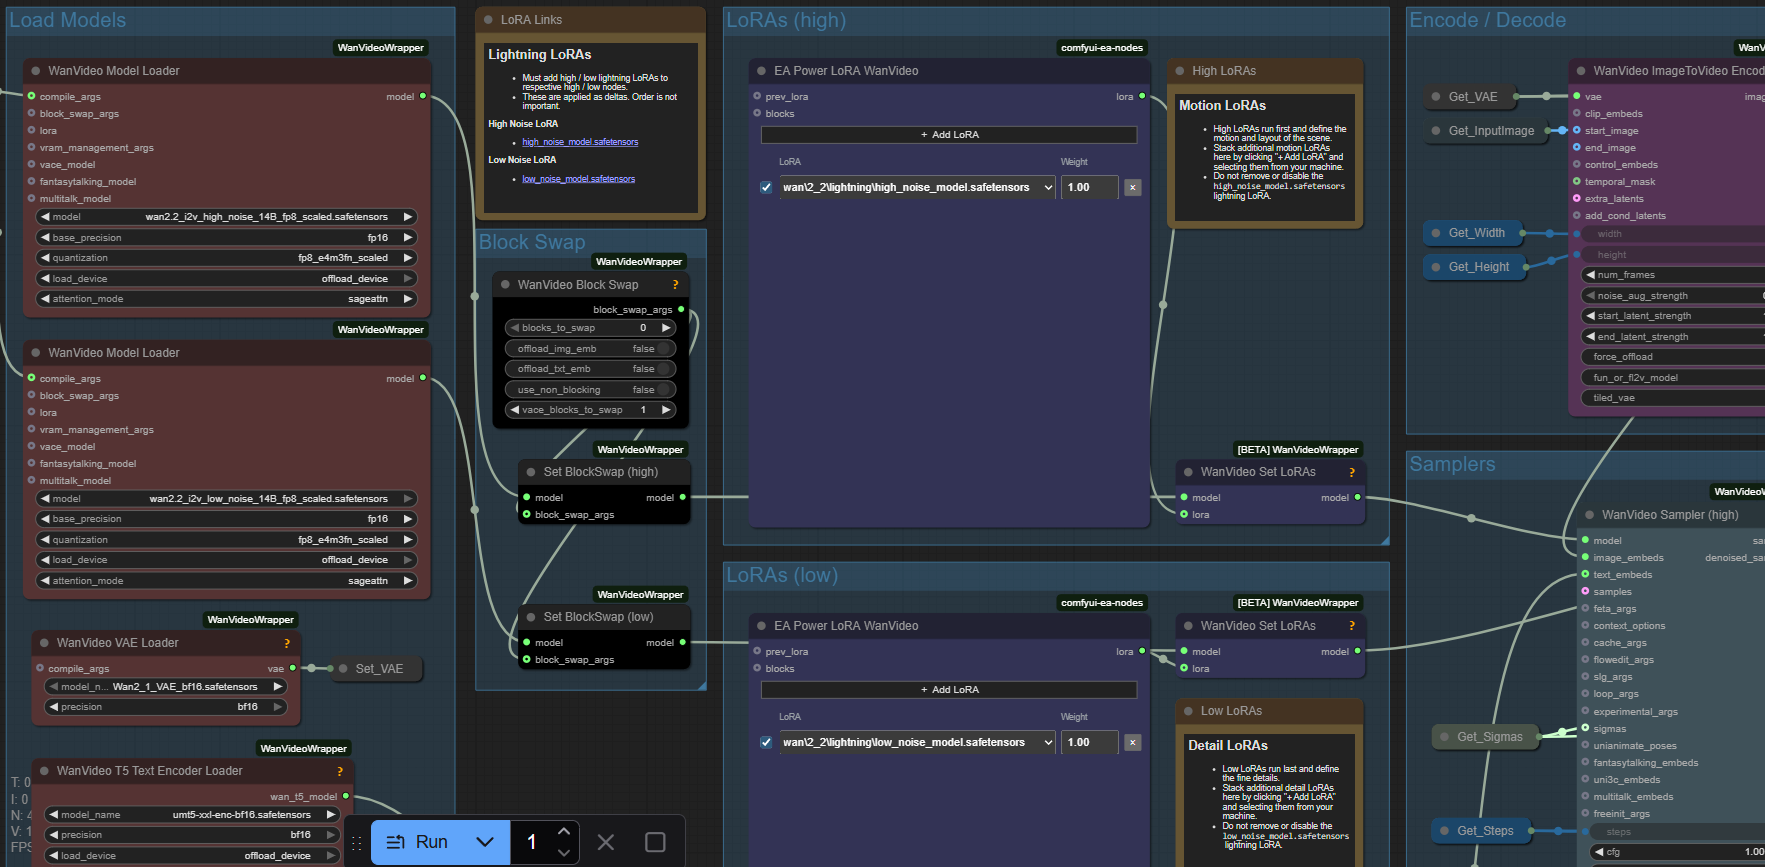 Load Models
WanVideoWrapper
WanVideo Model Loader
compile_args
model
block_swap_args
lora
vram_management_args
vace_model
fantasytalking_model
multitalk_model
model
wan2.2_i2v_high_noise_14B_fp8_scaled.safetensors
base_precision
fp16
quantization
fp8_e4m3fn_scaled
load_device
offload_device
attention_mode
sageattn
WanVideoWrapper
WanVideo Model Loader
compile_args
model
block_swap_args
lora
vram_management_args
vace_model
fantasytalking_model
multitalk_model
model
wan2.2_i2v_low_noise_14B_fp8_scaled.safetensors
base_precision
fp16
quantization
fp8_e4m3fn_scaled
load_device
offload_device
attention_mode
sageattn
WanVideoWrapper
WanVideo VAE Loader
?
compile_args
vae
Set_VAE
model_n...
Wan2_1_VAE_bf16.safetensors
precision
bf16
WanVideoWrapper
WanVideo T5 Text Encoder Loader
?
wan_t5_model
model_name
umt5-xxl-enc-bf16.safetensors
precision
bf16
load_device
offload_device
T: 0
I: 0
N: 4
V: 1
FPS
LoRA Links
Lightning LoRAs
• Must add high / low lightning LoRAs to
respective high / low nodes.
• These are applied as deltas. Order is not
important.
High Noise LoRA
• high_noise_model.safetensors
Low Noise LoRA
• low_noise_model.safetensors
Block Swap
WanVideoWrapper
WanVideo Block Swap
?
block_swap_args
blocks_to_swap
0
offload_img_emb
false
offload_txt_emb
false
use_non_blocking
false
vace_blocks_to_swap
1
WanVideoWrapper
Set BlockSwap (high)
model
model
block_swap_args
WanVideoWrapper
Set BlockSwap (low)
model
model
block_swap_args
Run
1
LoRAs (high)
comfyui-ea-nodes
EA Power LoRA WanVideo
prev_lora
lora
blocks
+ Add LoRA
LoRA
Weight
wan\2_2\lightning\high_noise_model.safetensors
1.00
×
High LoRAs
Motion LoRAs
• High LoRAs run first and define the
motion and layout of the scene.
• Stack additional motion LoRAs
here by clicking "+ Add LoRA" and
selecting them from your machine.
• Do not remove or disable the
high_noise_model.safetensors
lightning LoRA.
[BETA] WanVideoWrapper
WanVideo Set LoRAs
?
model
model
lora
LoRAs (low)
comfyui-ea-nodes
EA Power LoRA WanVideo
prev_lora
lora
blocks
+ Add LoRA
LoRA
Weight
wan\2_2\lightning\low_noise_model.safetensors
1.00
×
[BETA] WanVideoWrapper
WanVideo Set LoRAs
?
model
model
lora
Low LoRAs
Detail LoRAs
• Low LoRAs run last and define
the fine details.
• Stack additional detail LoRAs
here by clicking "+ Add LoRA"
and selecting them from your
machine.
• Do not remove or disable the
low_noise_model.safetensors
lightning LoRA.
Encode / Decode
WanV
WanVideo ImageToVideo Encod
Get_VAE
Get_InputImage
Get_Width
Get_Height
vae
imag
clip_embeds
start_image
end_image
control_embeds
temporal_mask
extra_latents
add_cond_latents
width
height
num_frames
noise_aug_strength
start_latent_strength
end_latent_strength
force_offload
fun_or_fl2v_model
tiled_vae
Samplers
WanVideoW
WanVideo Sampler (high)
model
sa
image_embeds
denoised_sa
text_embeds
samples
feta_args
context_options
cache_args
flowedit_args
slg_args
loop_args
experimental_args
sigmas
unianimate_poses
fantasytalking_embeds
uni3c_embeds
multitalk_embeds
freeinit_args
steps
cfg
1.00
Get_Sigmas
Get_Steps